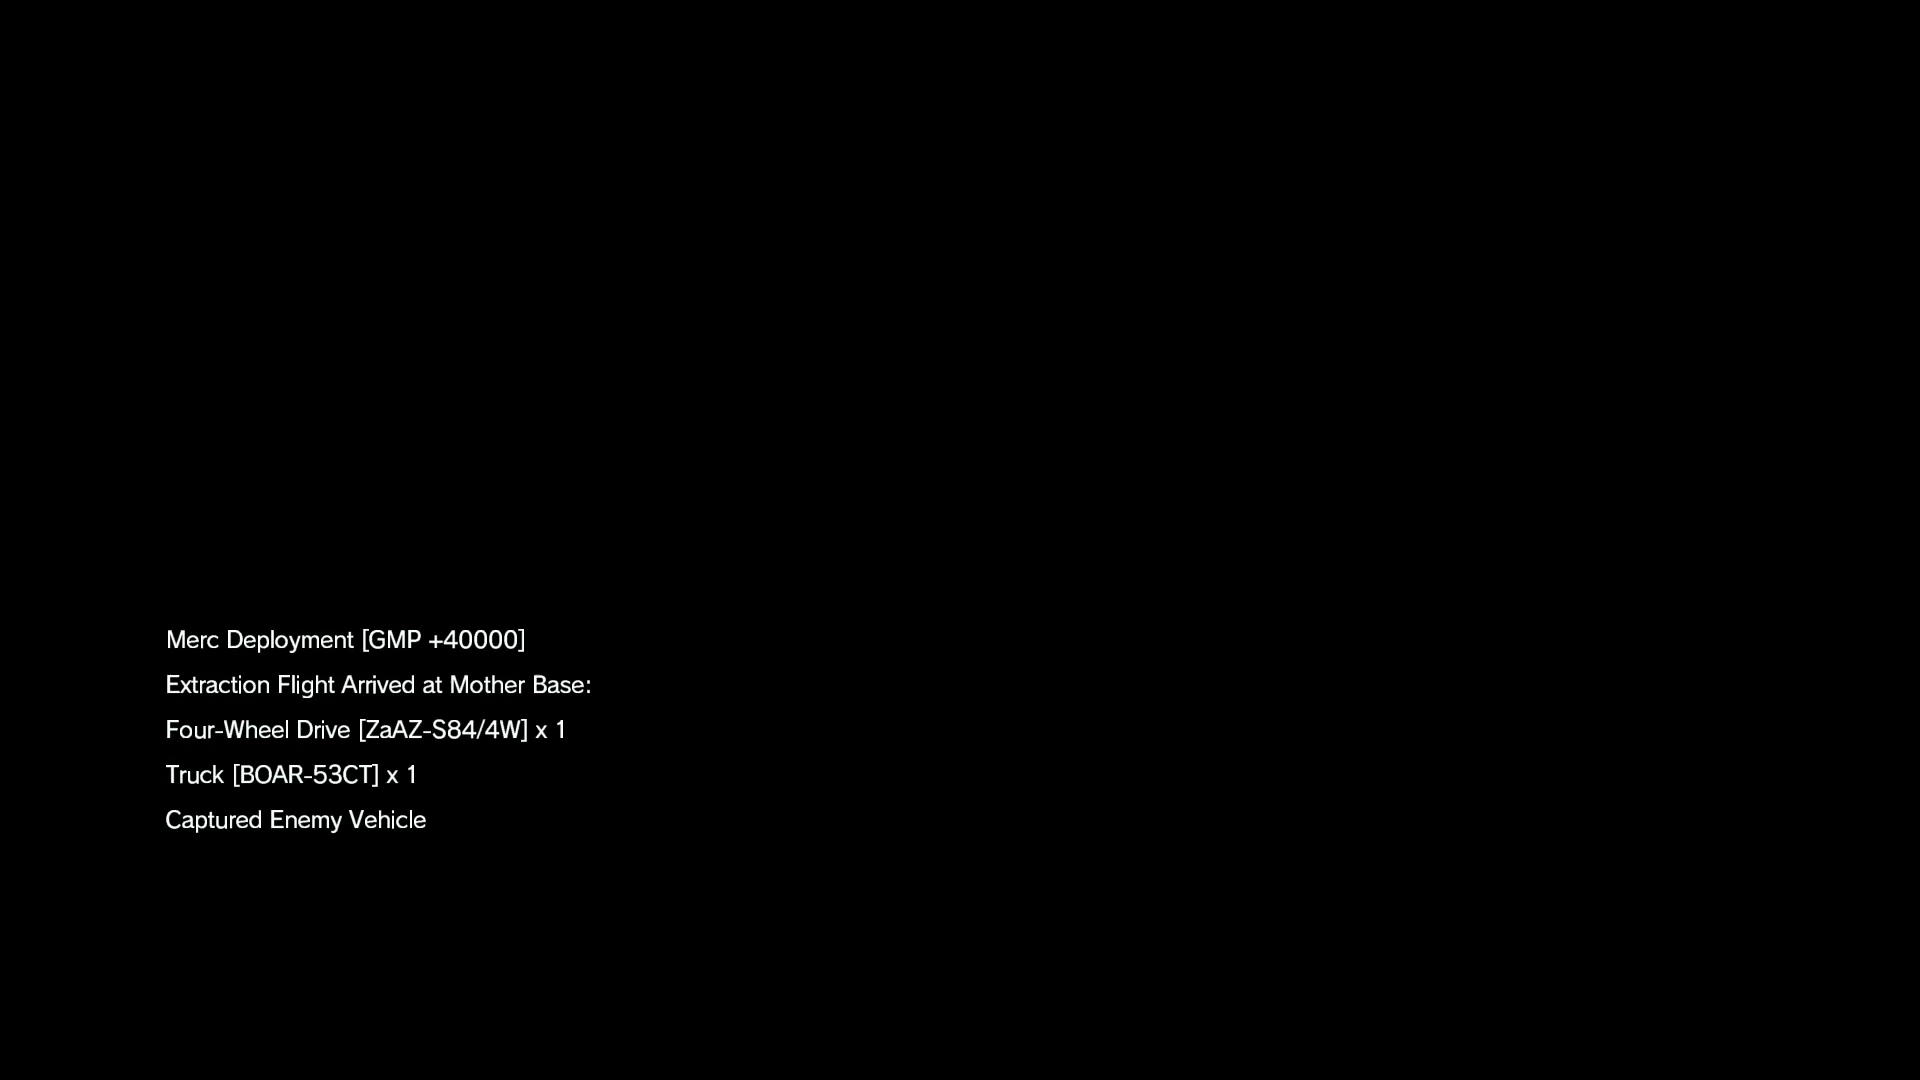 Merc Deployment [GMP +40000]
Extraction Flight Arrived at Mother Base:
Four-Wheel Drive [ZaAZ-S84/4W] x 1
Truck [BOAR-53CT] x 1
Captured Enemy Vehicle